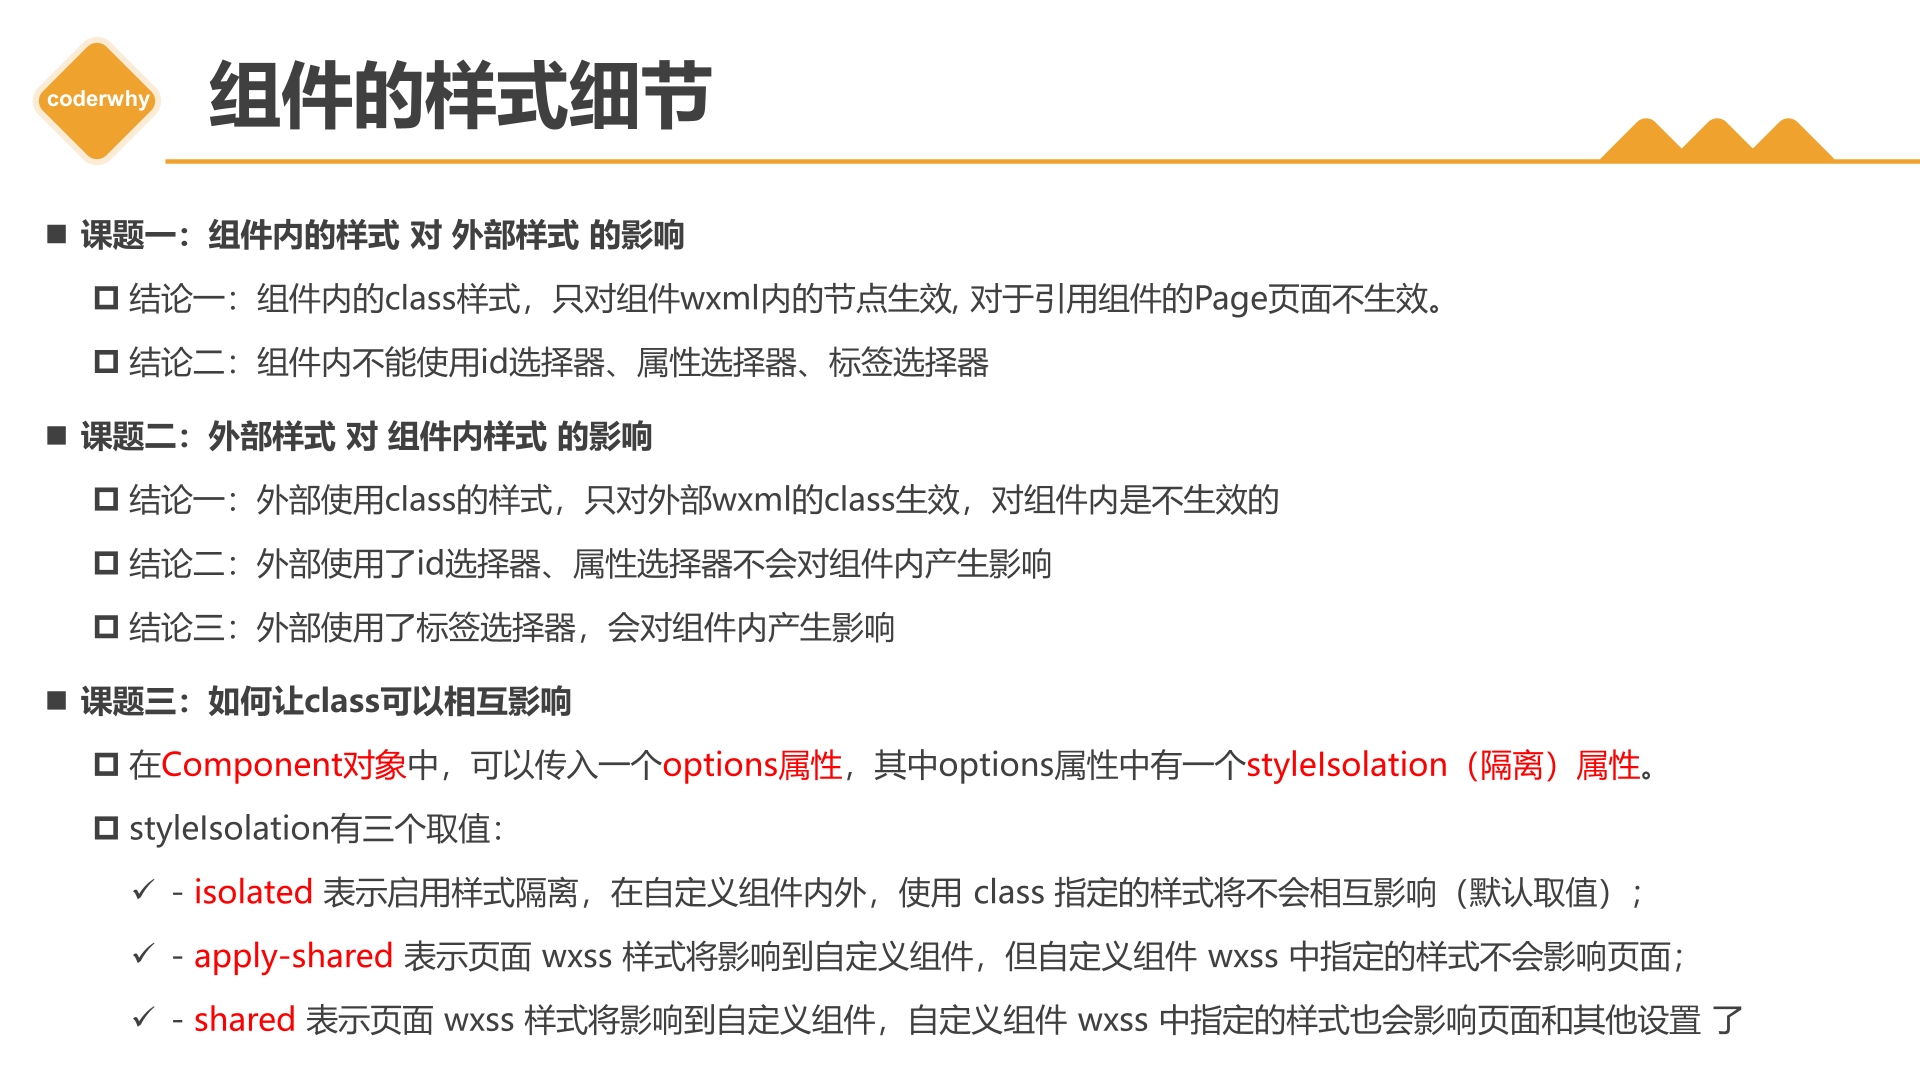 coderwhy
组件的样式细节
课题一：组件内的样式 对 外部样式 的影响
结论一：组件内的class样式，只对组件wxml内的节点生效, 对于引用组件的Page页面不生效。
结论二：组件内不能使用id选择器、属性选择器、标签选择器
课题二：外部样式 对 组件内样式 的影响
结论一：外部使用class的样式，只对外部wxml的class生效，对组件内是不生效的
结论二：外部使用了id选择器、属性选择器不会对组件内产生影响
结论三：外部使用了标签选择器，会对组件内产生影响
课题三：如何让class可以相互影响
在Component对象中，可以传入一个options属性，其中options属性中有一个styleIsolation（隔离）属性。
styleIsolation有三个取值：
- isolated 表示启用样式隔离，在自定义组件内外，使用 class 指定的样式将不会相互影响（默认取值）；
- apply-shared 表示页面 wxss 样式将影响到自定义组件，但自定义组件 wxss 中指定的样式不会影响页面；
- shared 表示页面 wxss 样式将影响到自定义组件，自定义组件 wxss 中指定的样式也会影响页面和其他设置 了